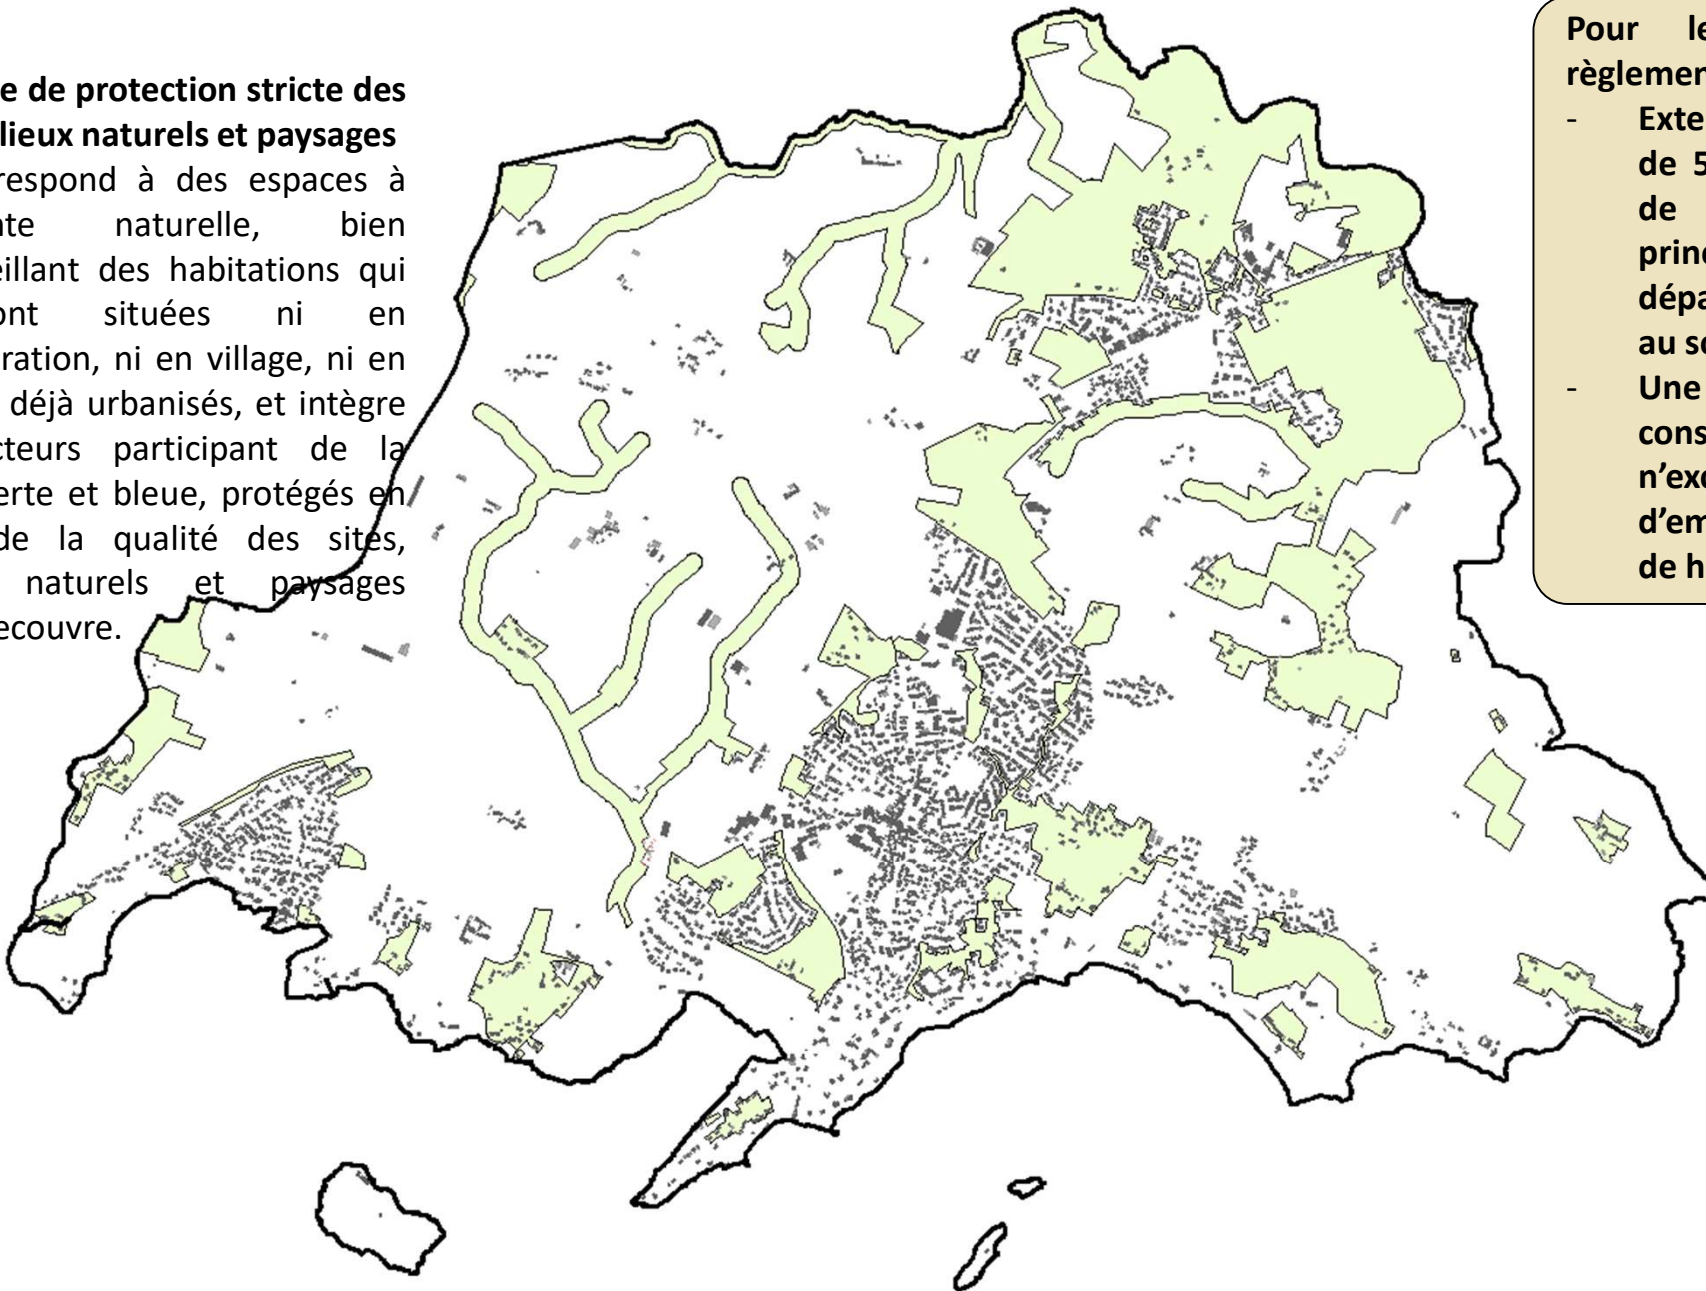 e de protection stricte des
lieux naturels et paysages
respond à des espaces à
nte naturelle, bien
eillant des habitations qui
ont situées ni en
ration, ni en village, ni en
déjà urbanisés, et intègre
cteurs participant de la
erte et bleue, protégés en
de la qualité des sites,
naturels et paysages
ecouvre.
Pour le
règlemen
- Exte
de 5
de
princ
dépa
au so
- Une
cons
n'exc
d'em
de h